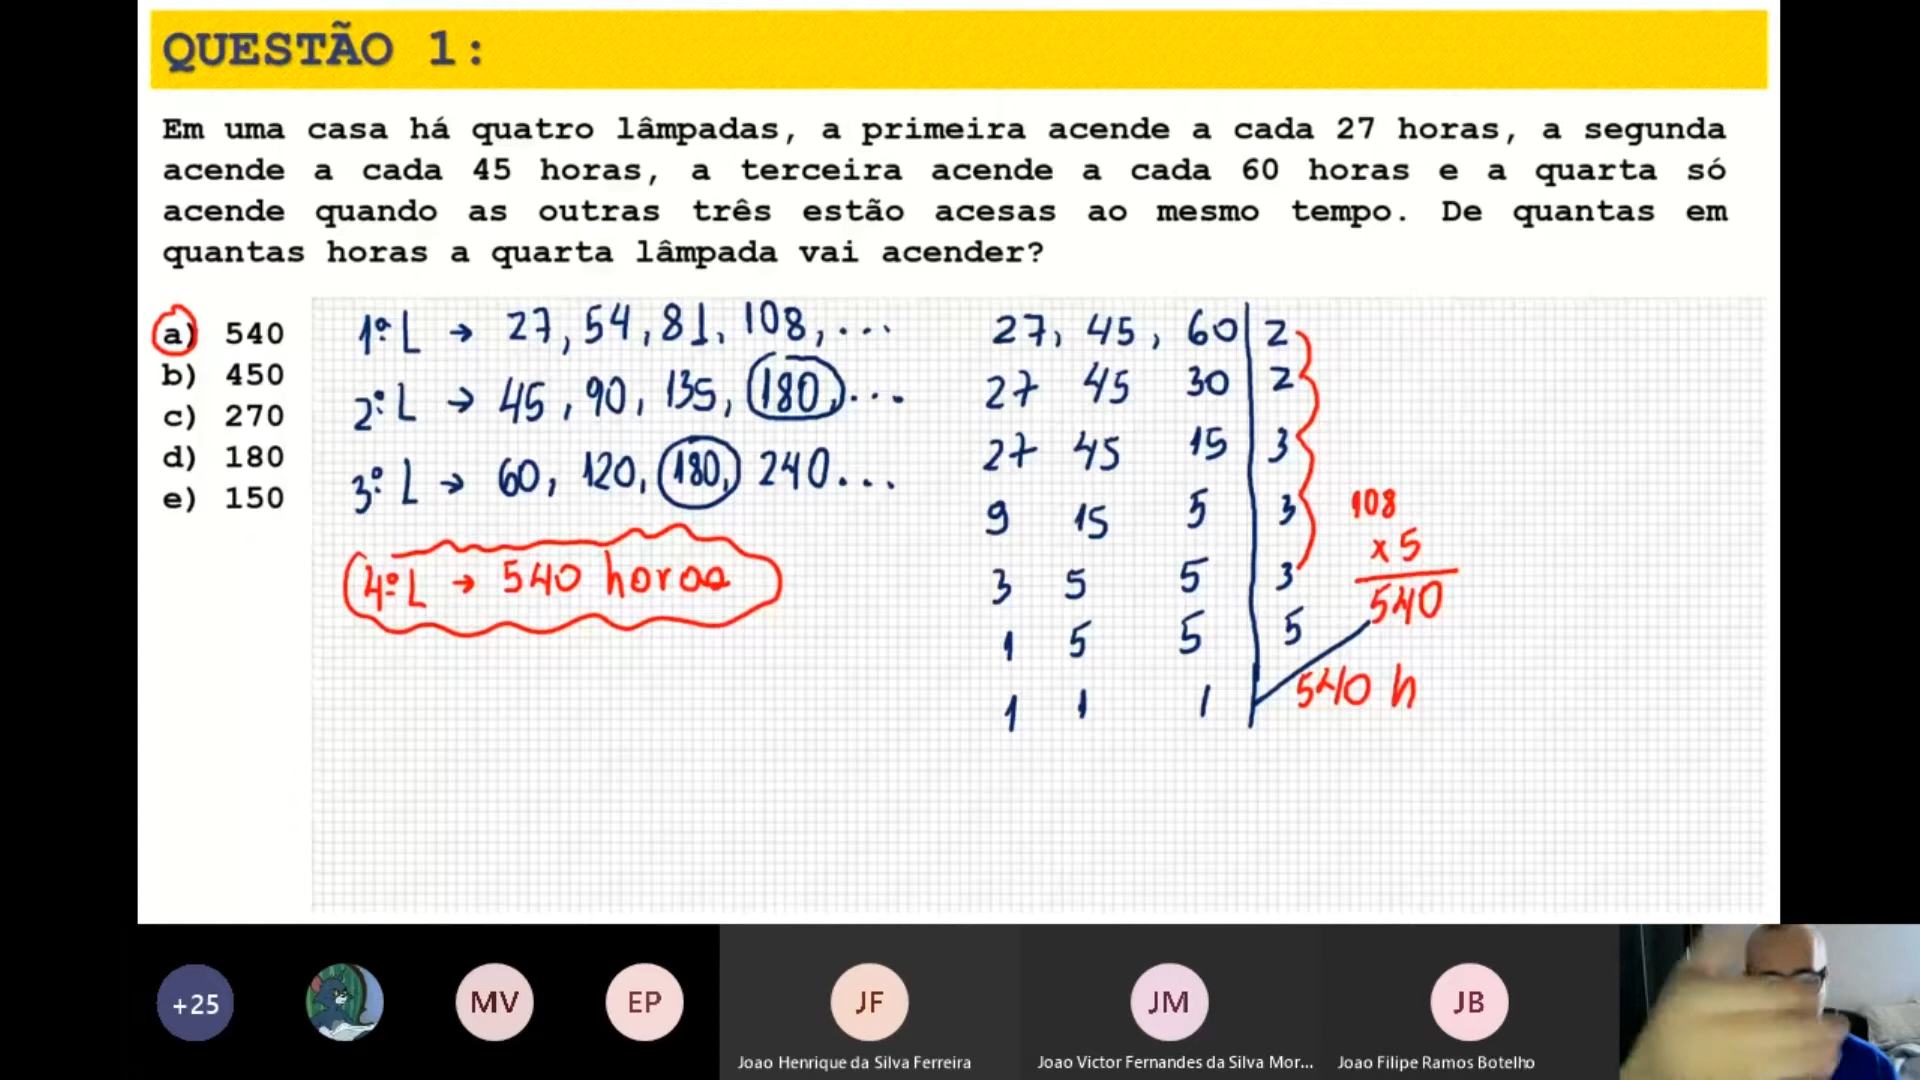 QUESTÃO 1:
Em uma casa há quatro lâmpadas, a primeira acende a cada 27 horas, a segunda
acende a cada 45 horas, a terceira acende a cada 60 horas e a quarta só
acende quando as outras três estão acesas ao mesmo tempo. De quantas em
quantas horas a quarta lâmpada vai acender?
a) 540
b) 450
c) 270
d) 180
e) 150
1ª L → 27, 54, 81, 108, ...
2ª L → 45, 90, 135, 180, ...
3ª L → 60, 120, 180, 240...
4ª L → 540 horas
27, 45, 60 2
27 45 30 2
27 45 15 3
9 15 5 3
3 5 5 3
1 5 5 5
1 1 1
108
x 5
540
540 h
+25
MV
EP
JF
JM
JB
Joao Henrique da Silva Ferreira
Joao Victor Fernandes da Silva Mor...
Joao Filipe Ramos Botelho